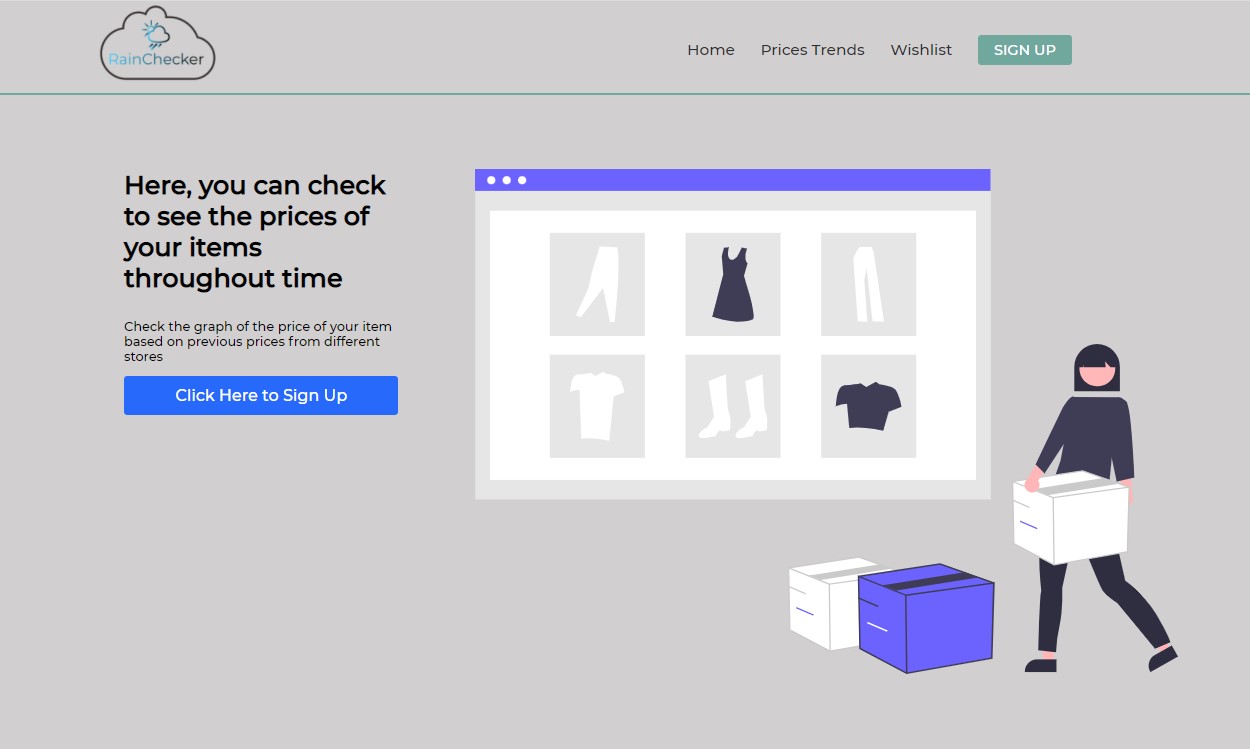 RainChecker
Home Prices Trends Wishlist SIGN UP
Here, you can check
to see the prices of
your items
throughout time
Check the graph of the price of your item
based on previous prices from different
stores
Click Here to Sign Up